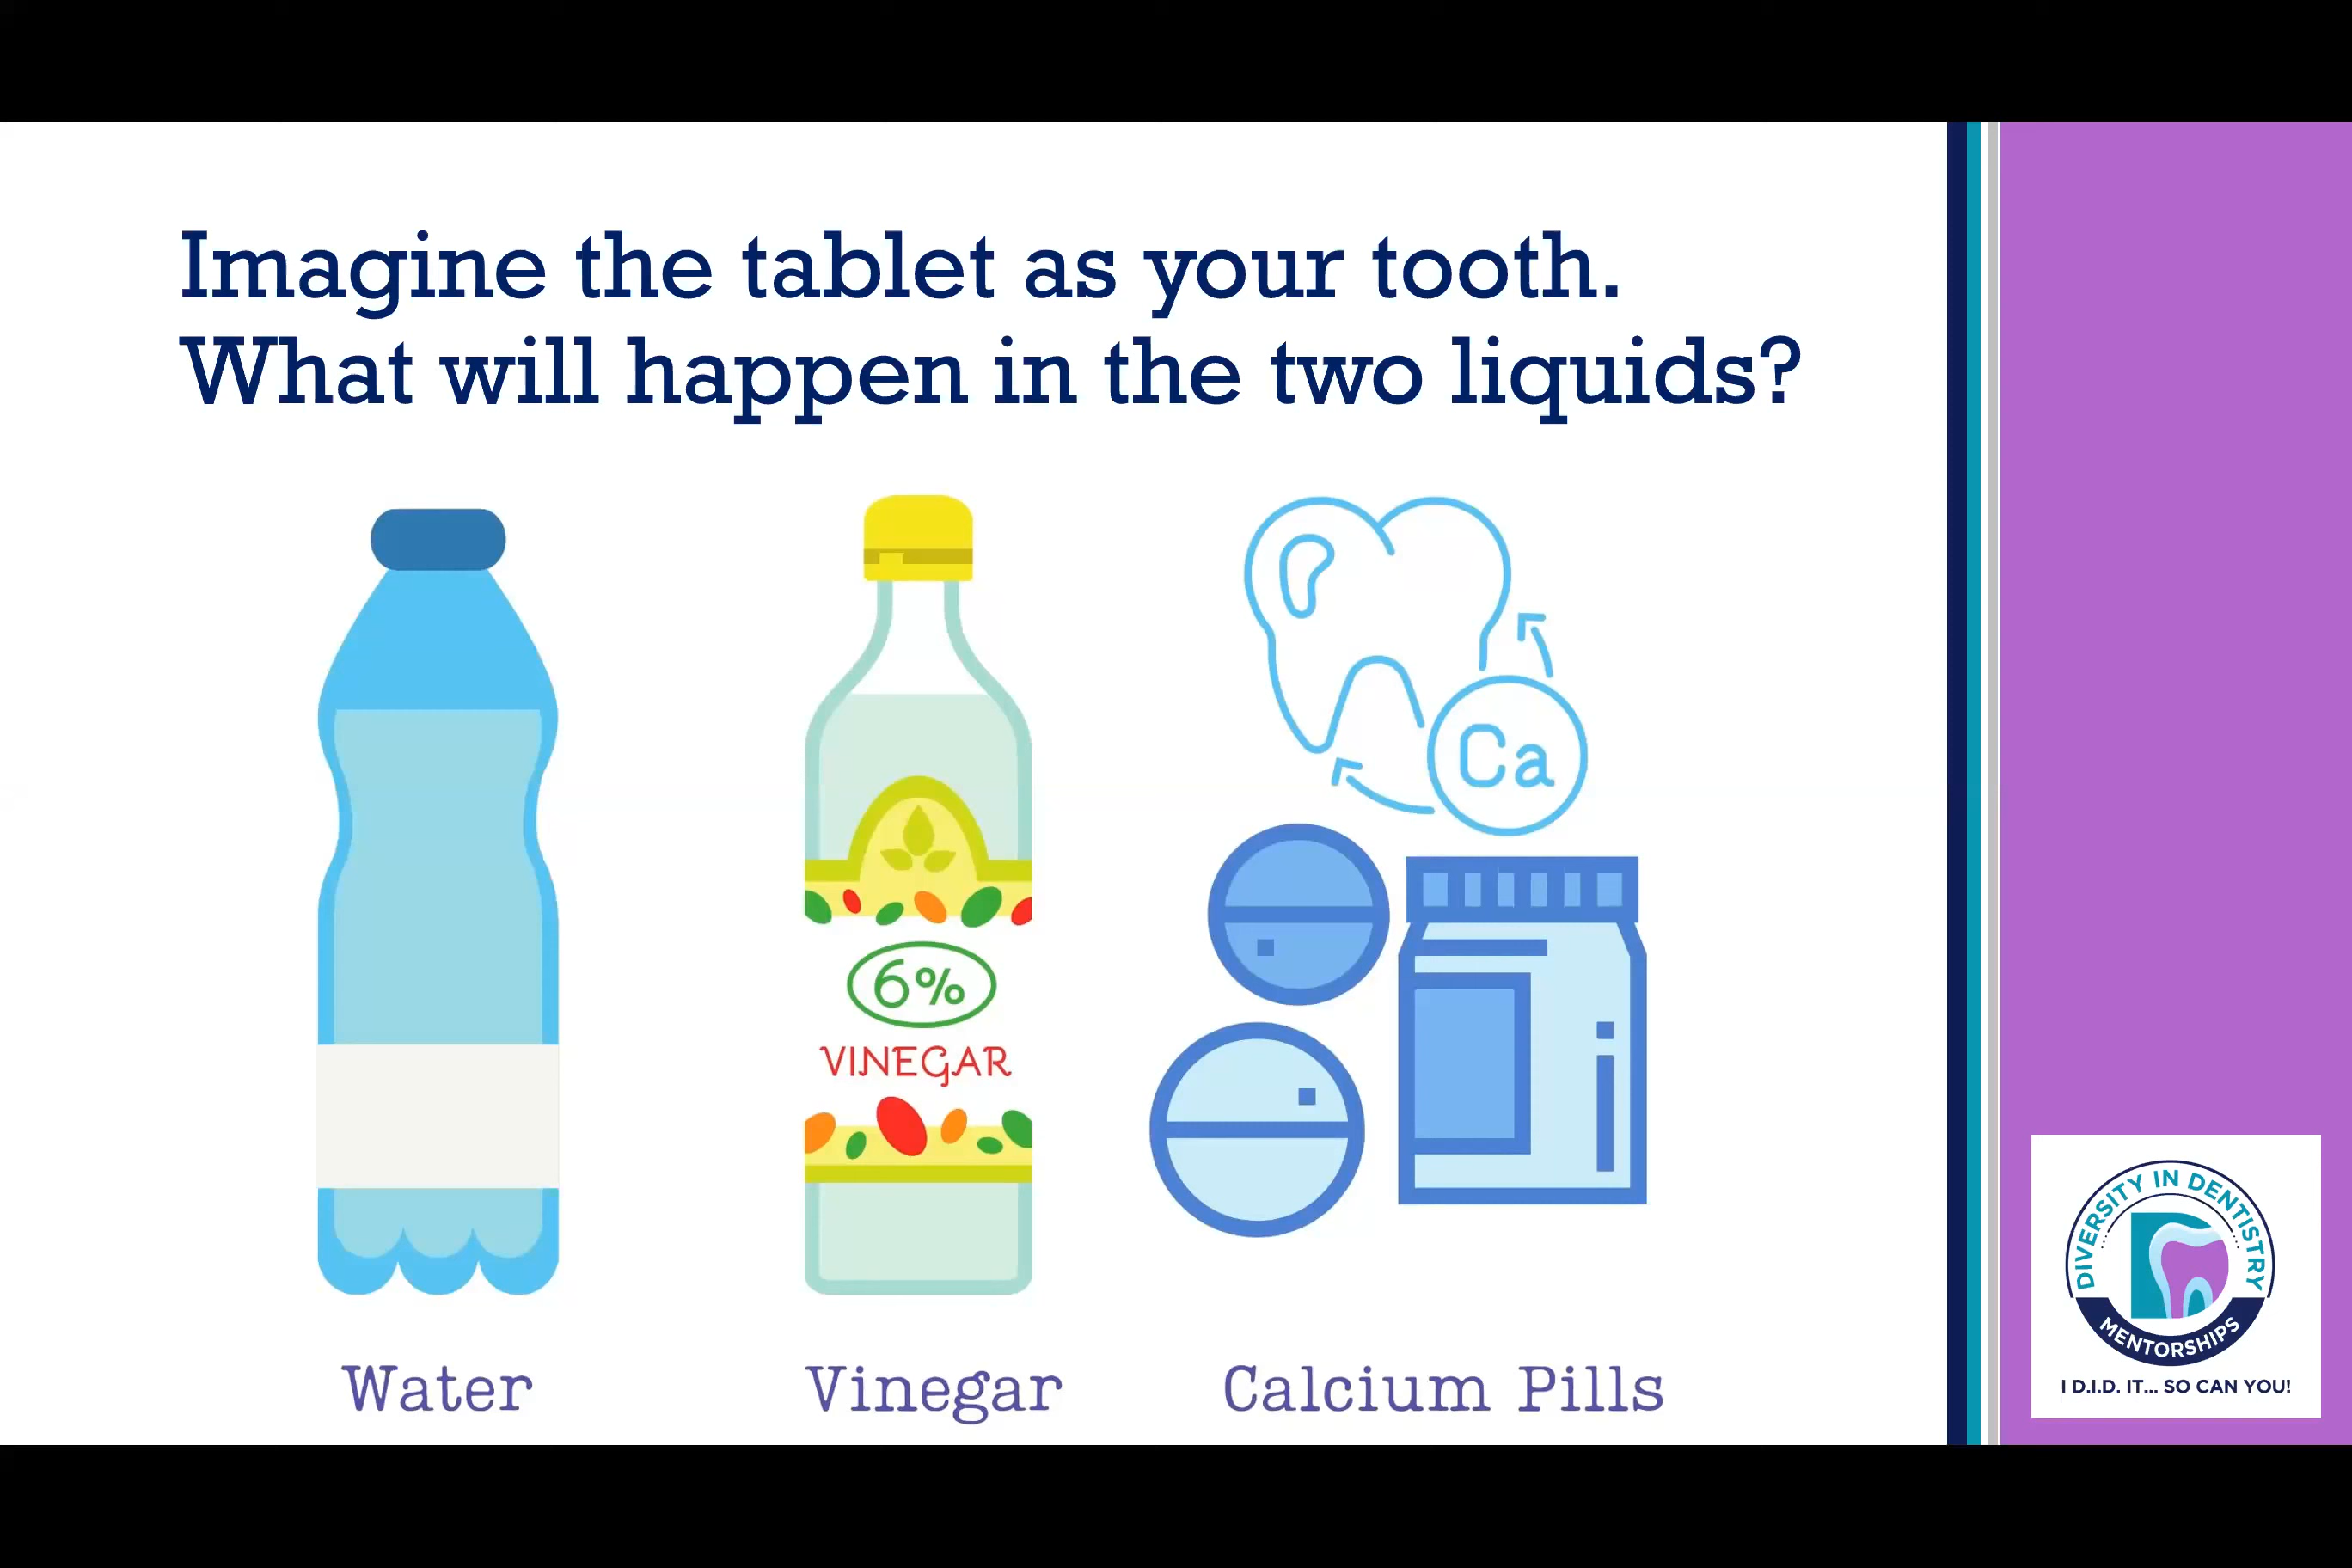 Imagine the tablet as your tooth.
What will happen in the two liquids?
Ca
6%
VINEGAR
Water
Vinegar
Calcium Pills
DIVERSITY IN DENTISTRY
MENTORSHIPS
I D.I.D. IT... SO CAN YOU!